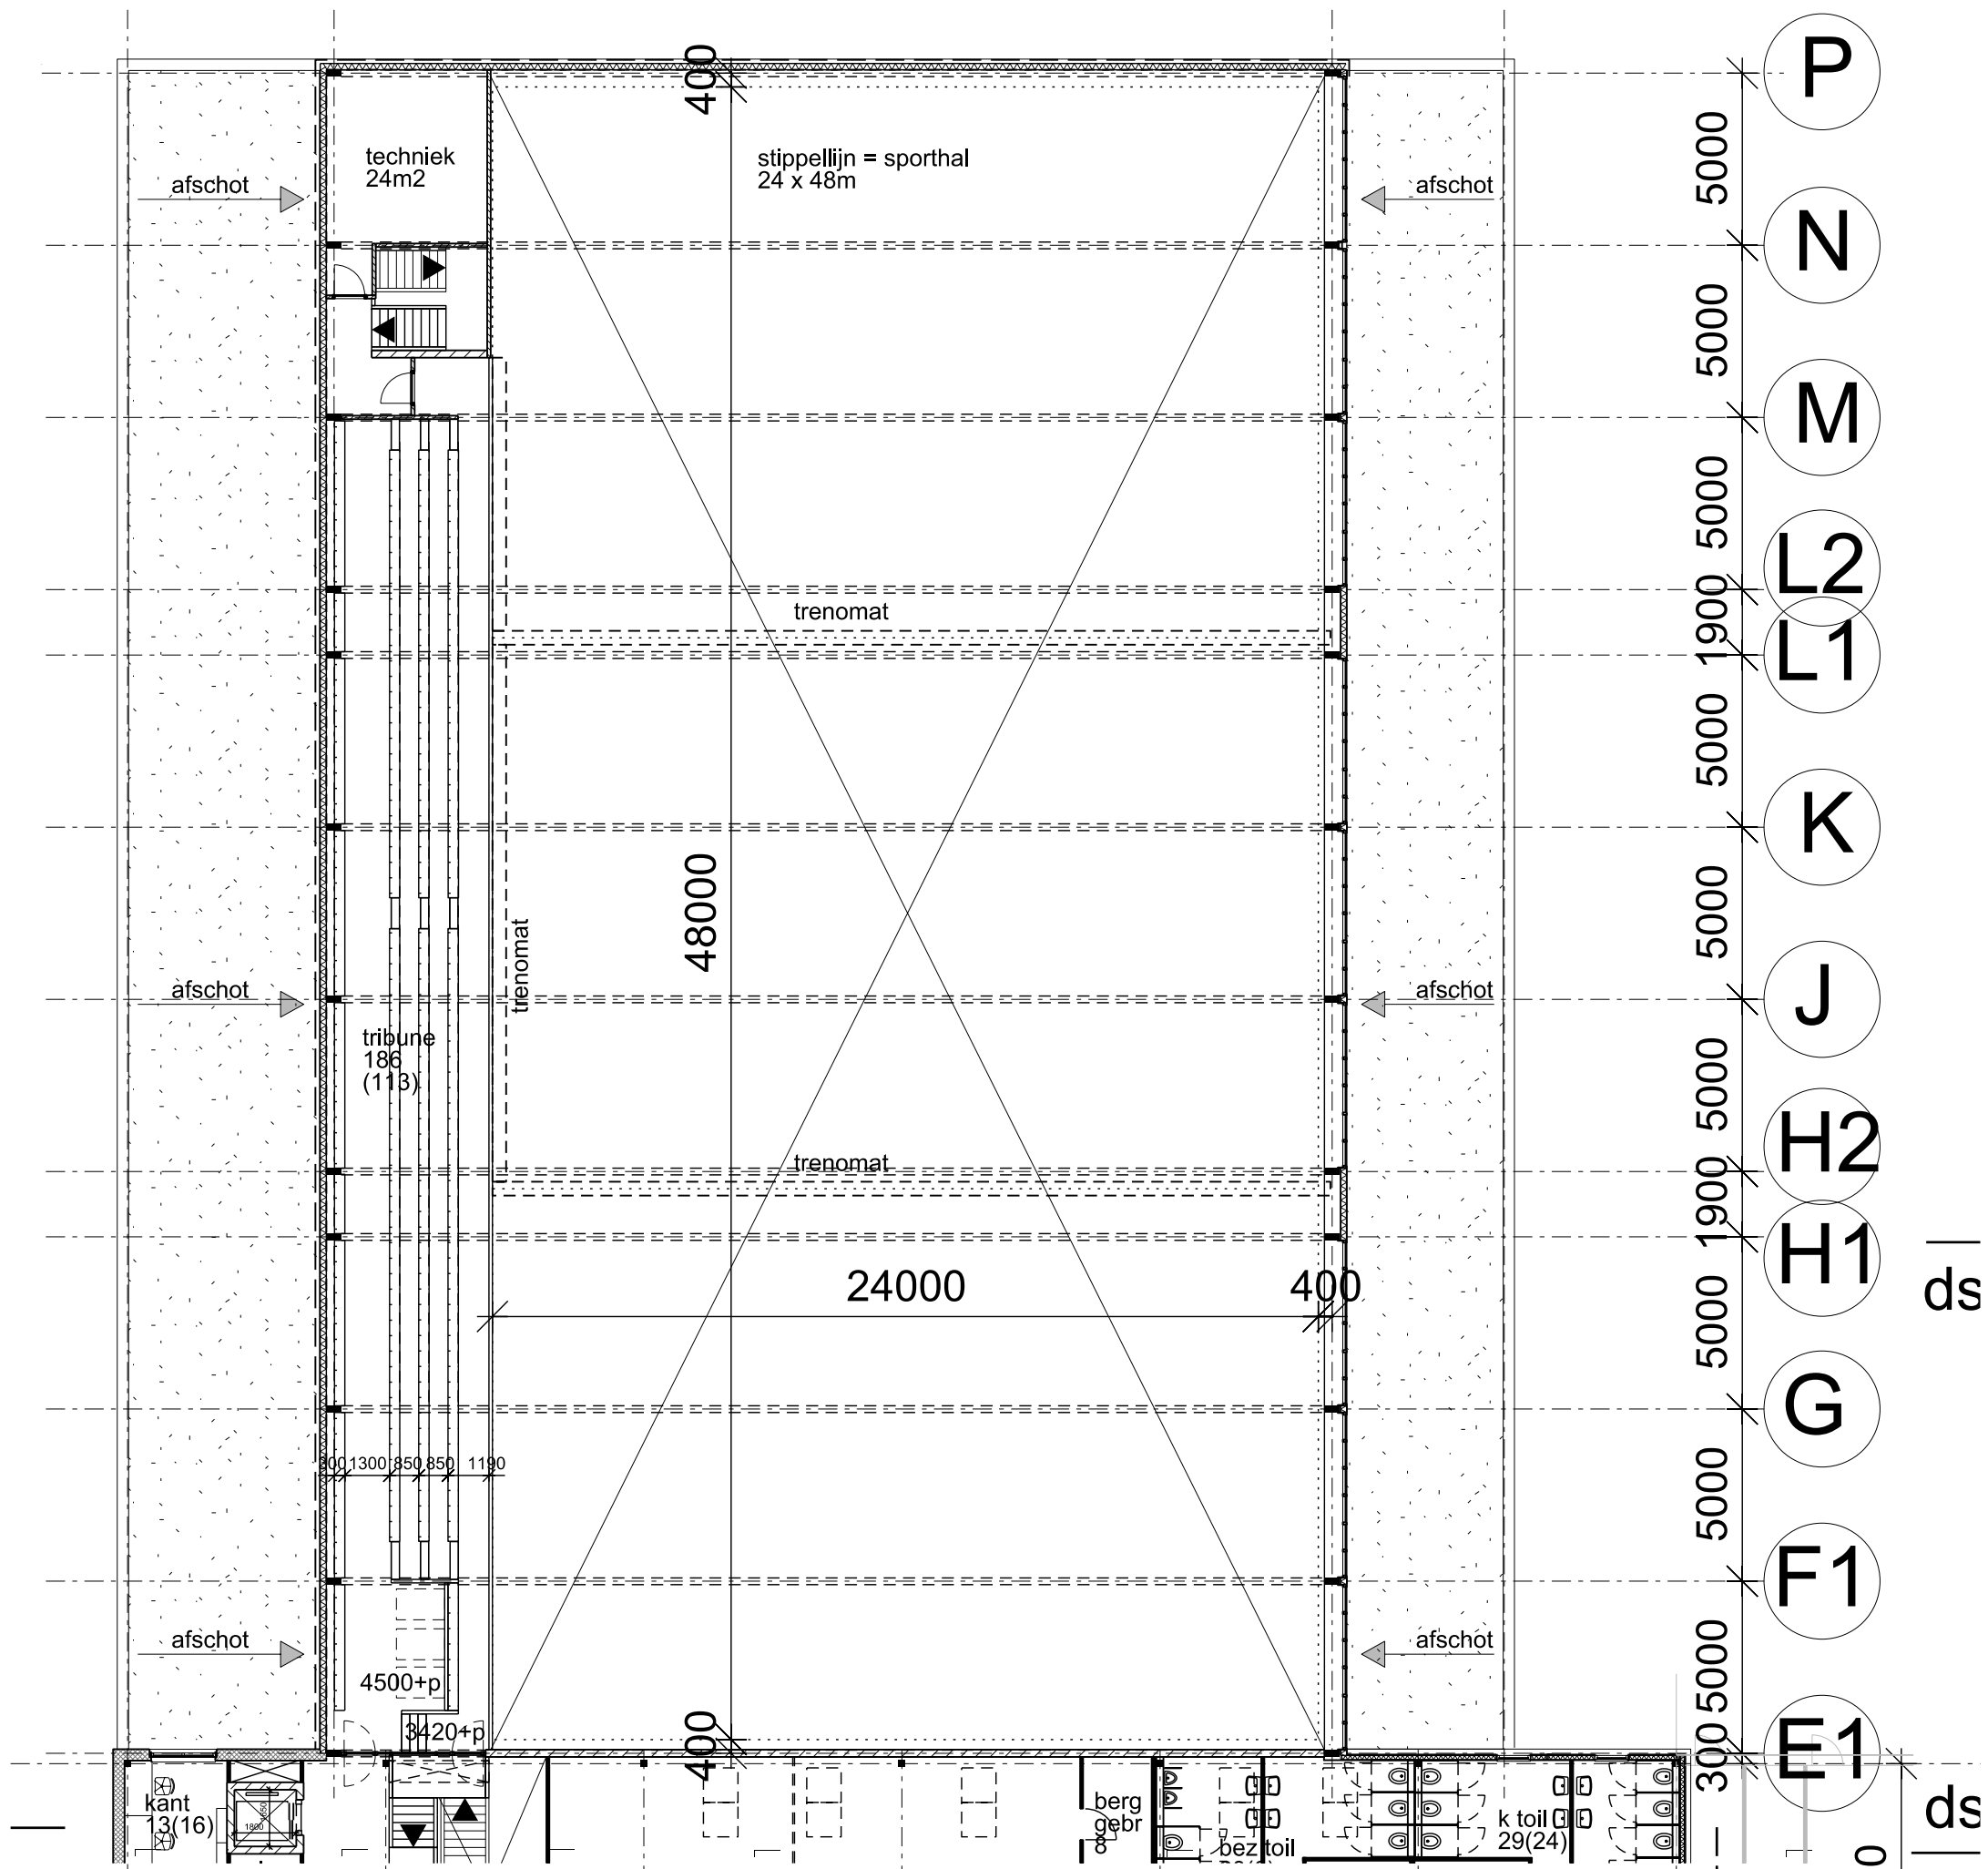 400
P
techniek
24m2
stippellijn = sporthal
24 x 48m
afschot
afschot
5000
N
5000
M
5000
L2
trenomat
1900
L1
5000
K
48000
5000
trenomat
afschot
afschot
J
tribune
186
(113)
5000
H2
trenomat
1900
H1
24000
400
ds
5000
G
1300
850
850
1190
5000
F1
afschot
afschot
5000
4500+p
3420+p
400
300
E1
kant
13(16)
1800
berg
gebr
8
bez toil
k toil
29(24)
ds
0